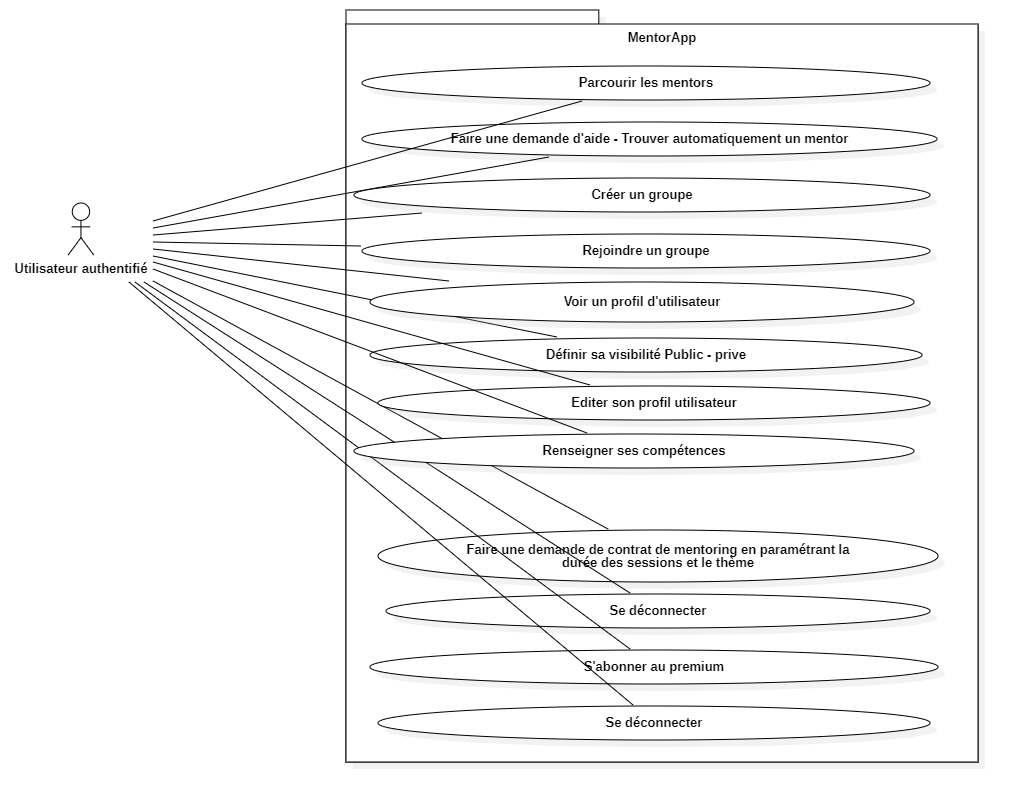 MentorApp
Parcourir les mentors
Faire une demande d'aide - Trouver automatiquement un mentor
Créer un groupe
Rejoindre un groupe
Utilisateur authentifié
Voir un profil d'utilisateur
Définir sa visibilité Public - prive
Editer son profil utilisateur
Renseigner ses compétences
Faire une demande de contrat de mentoring en paramétrant la
durée des sessions et le thème
Se déconnecter
S'abonner au premium
Se déconnecter